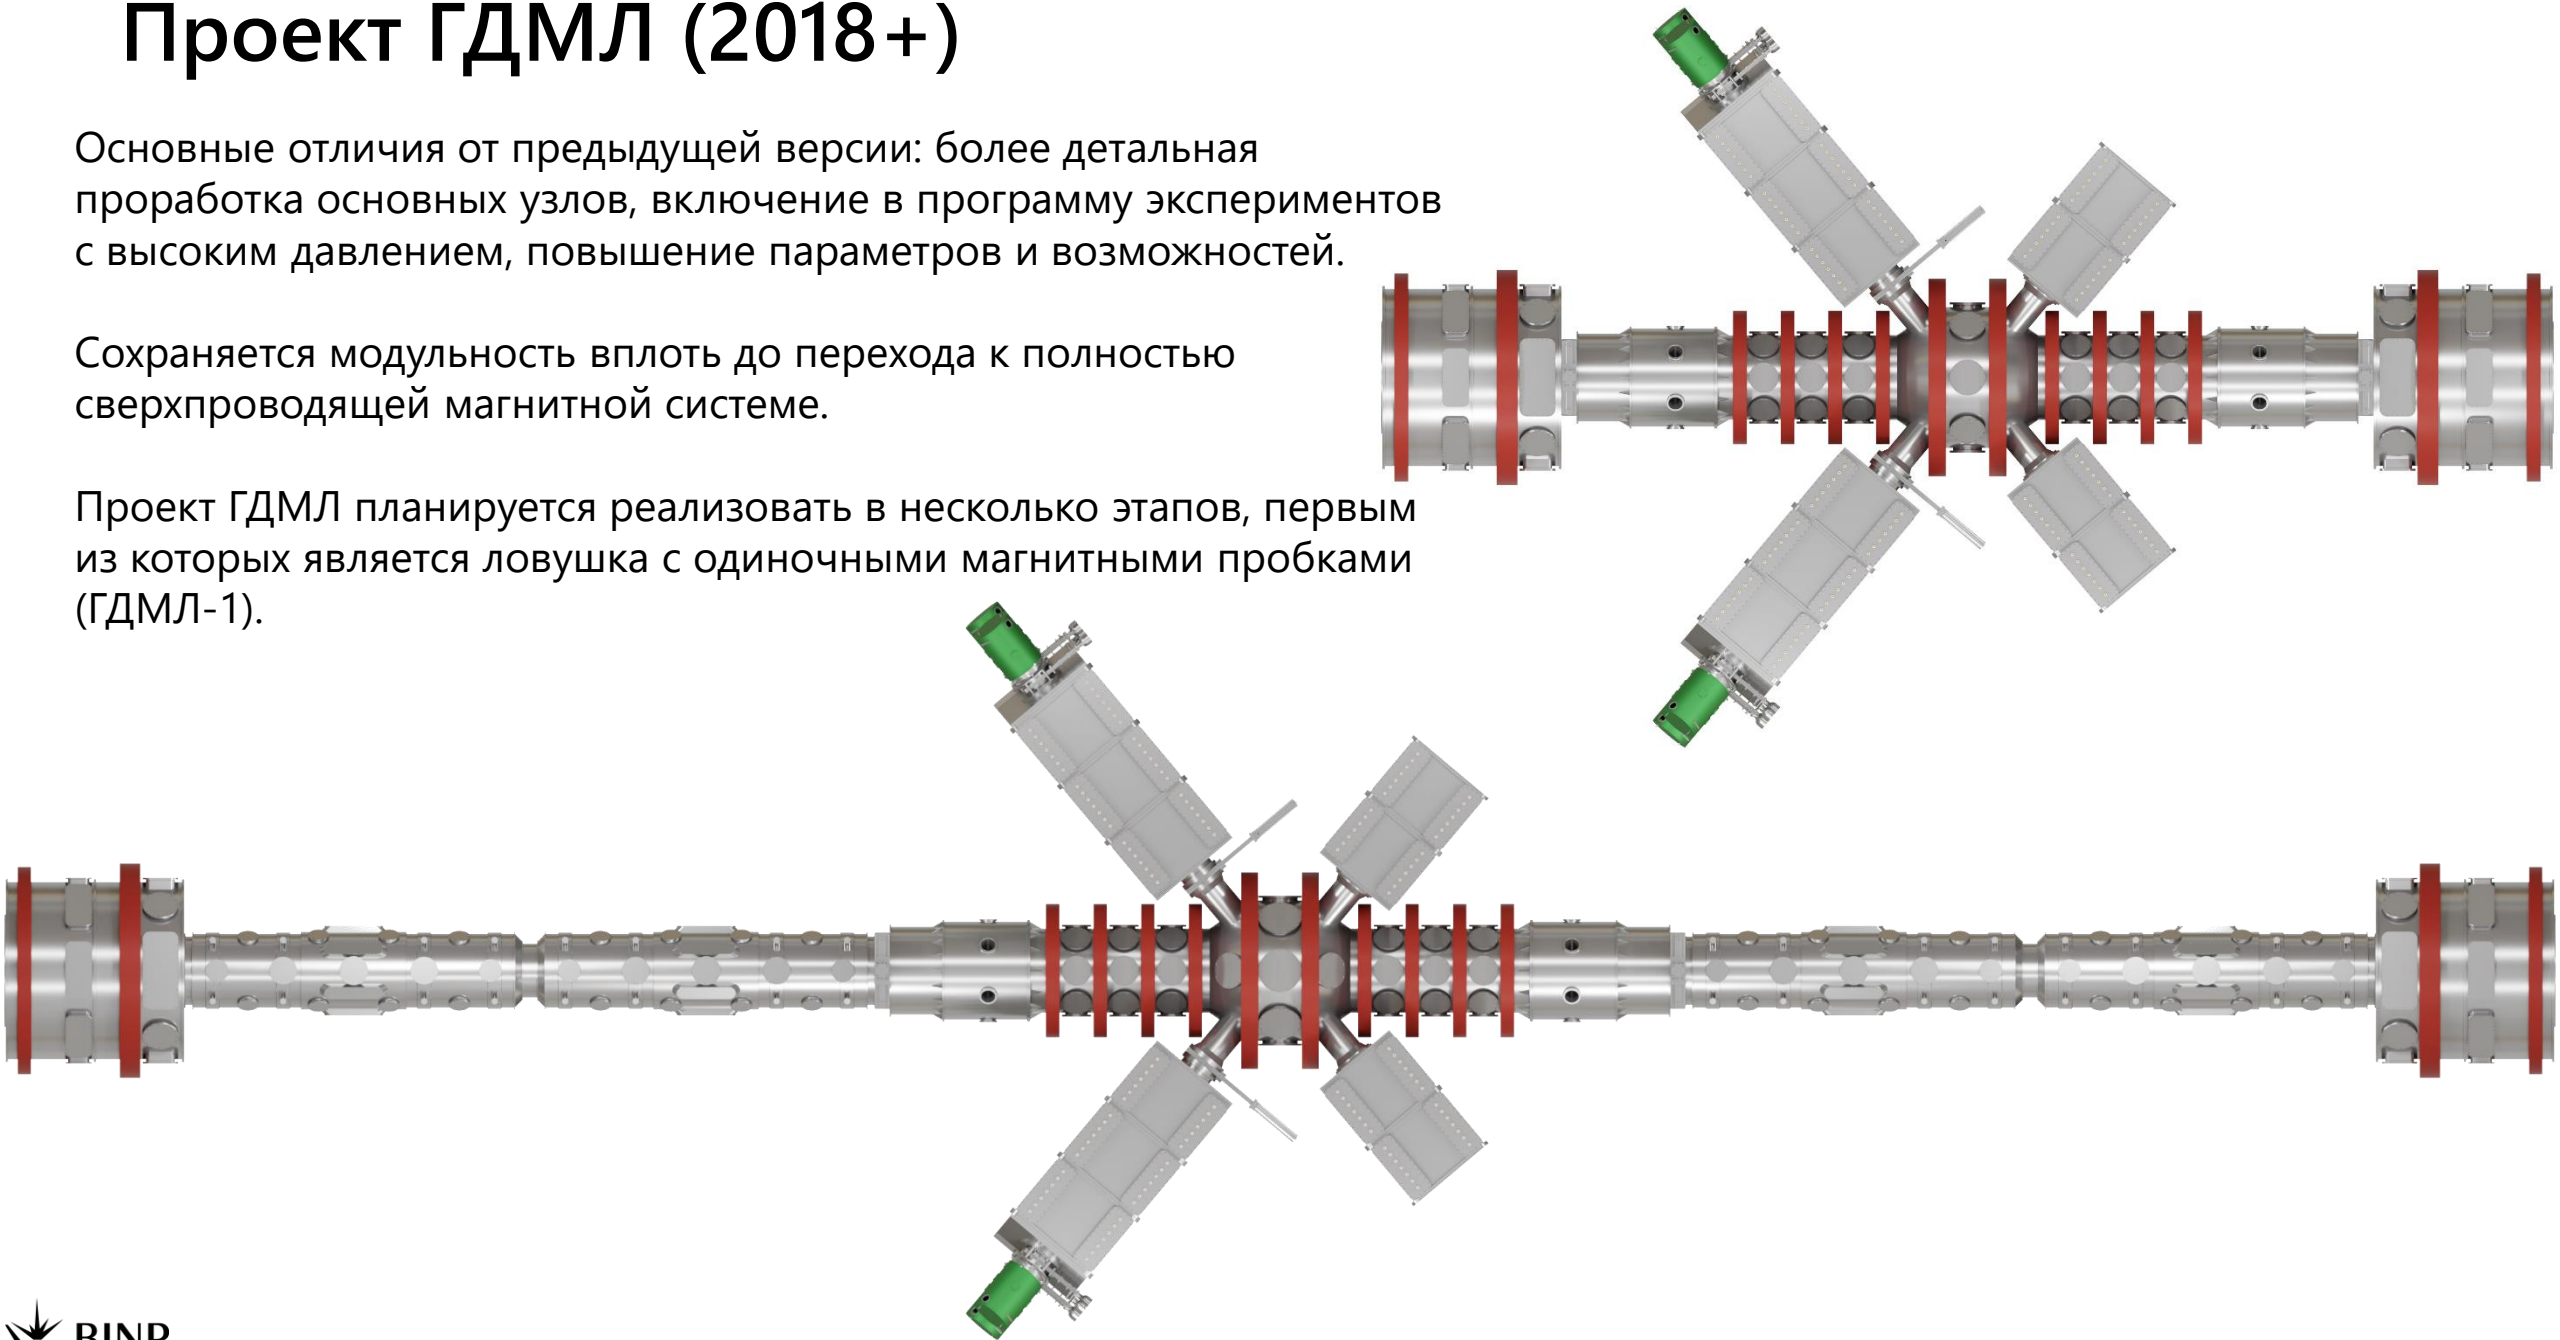 Проект ГДМЛ (2018+)
Основные отличия от предыдущей версии: более детальная
проработка основных узлов, включение в программу экспериментов
с высоким давлением, повышение параметров и возможностей.
Сохраняется модульность вплоть до перехода к полностью
сверхпроводящей магнитной системе.
Проект ГДМЛ планируется реализовать в несколько этапов, первым
из которых является ловушка с одиночными магнитными пробками
(ГДМЛ-1).
BINP